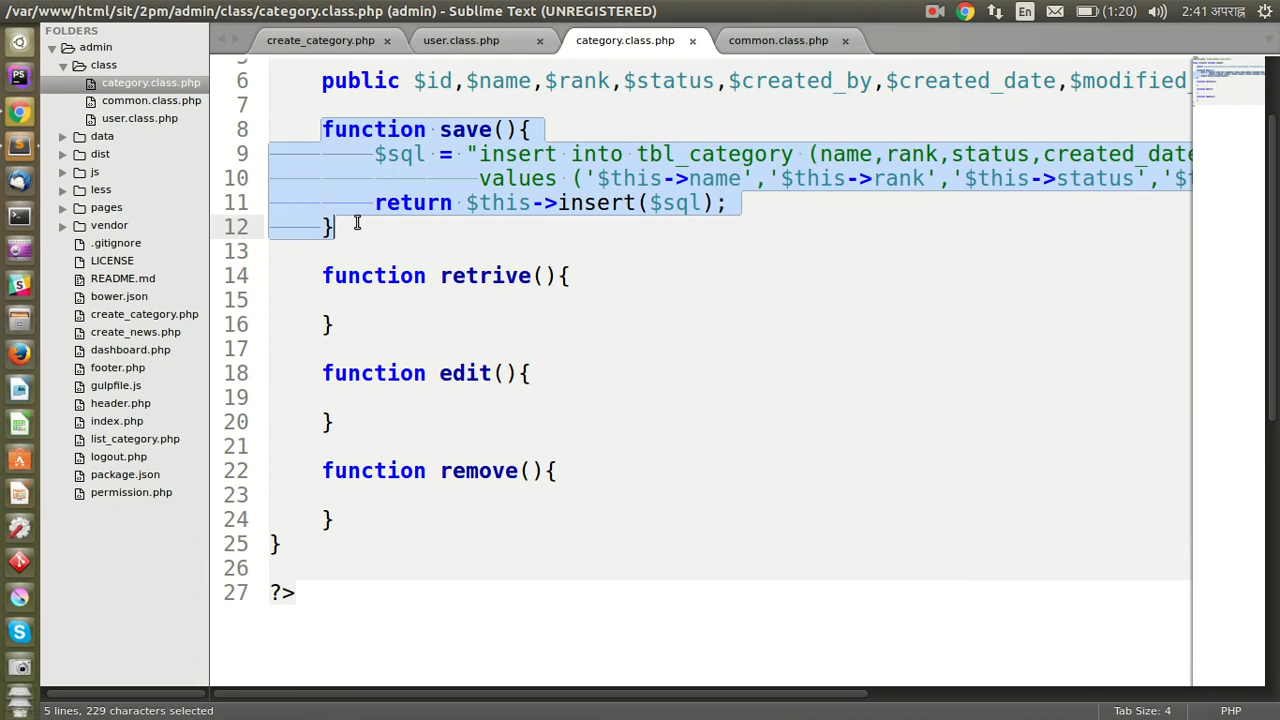 /var/www/html/sit/2pm/admin/class/category.class.php (admin) - Sublime Text (UNREGISTERED)
En
(1:20)
2:41 अपराह्न
FOLDERS
admin
class
category.class.php
common.class.php
user.class.php
data
dist
js
less
pages
vendor
.gitignore
LICENSE
README.md
bower.json
create_category.php
create_news.php
dashboard.php
footer.php
gulpfile.js
header.php
index.php
list_category.php
logout.php
package.json
permission.php
create_category.php × user.class.php × category.class.php × common.class.php ×
6 public $id,$name,$rank,$status,$created_by,$created_date,$modified_
7
8 function save(){
9 $sql = "insert into tbl_category (name,rank,status,created_date
10 values ('$this->name','$this->rank','$this->status','$t
11 return $this->insert($sql);
12 }
13
14 function retrive(){
15
16 }
17
18 function edit(){
19
20 }
21
22 function remove(){
23
24 }
25 }
26
27 ?>
5 lines, 229 characters selected
Tab Size: 4
PHP